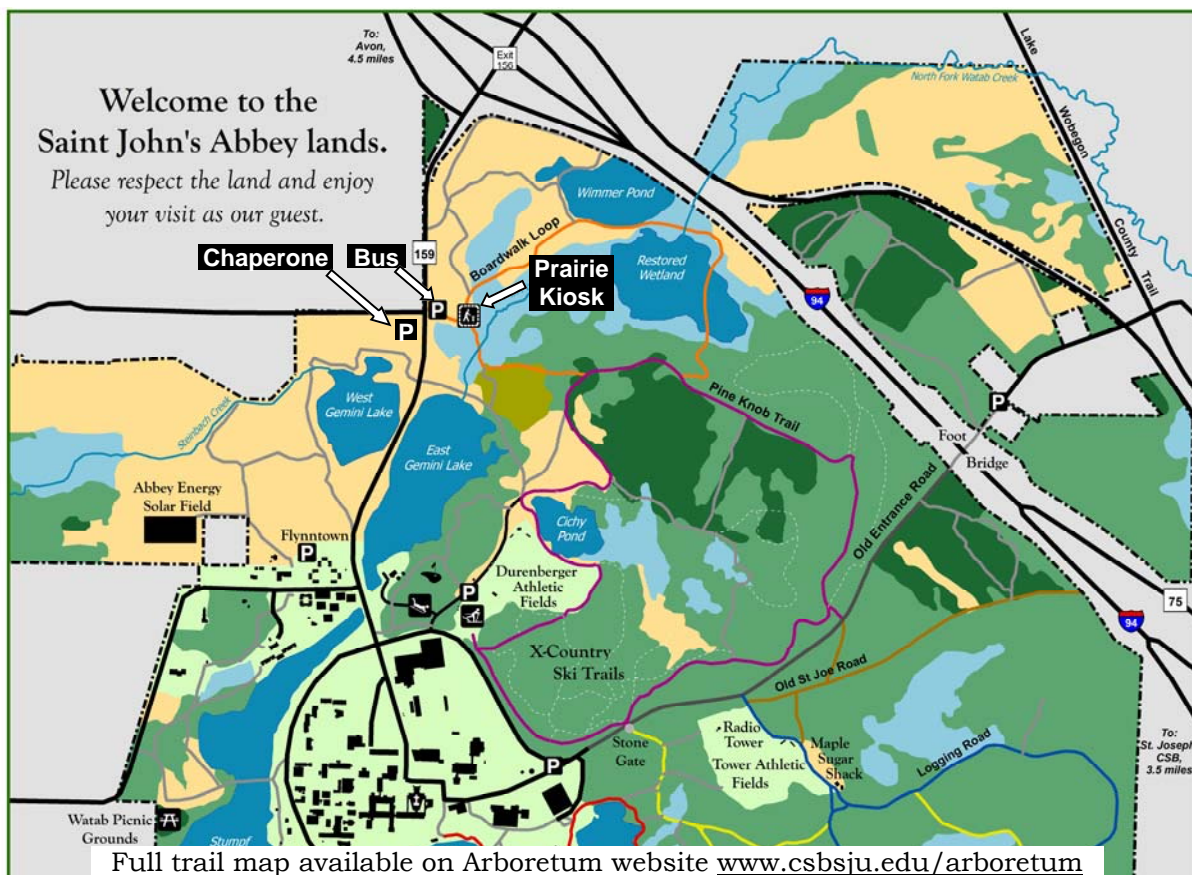 To:
Avon,
4.5 miles
Exit
156
Lake
Wobegon
County
Trail
North Fork Watab Creek
Welcome to the
Saint John's Abbey lands.
Please respect the land and enjoy
your visit as our guest.
Wimmer Pond
Chaperone
Bus
159
Boardwalk Loop
Prairie
Kiosk
Restored
Wetland
94
P
P
Pine Knob Trail
P
West
Gemini Lake
Steinbach Creek
East
Gemini Lake
Foot
Bridge
Abbey Energy
Solar Field
Old Entrance Road
Cichy
Pond
Flynntown
P
Durenberger
Athletic
Fields
P
75
94
X-Country
Ski Trails
Old St Joe Road
Radio
Tower
Tower Athletic
Fields
Maple
Sugar
Shack
Logging Road
Stone
Gate
P
To:
St. Joseph
CSB,
3.5 miles
Watab Picnic
Grounds
Stumpf
Full trail map available on Arboretum website www.csbsju.edu/arboretum